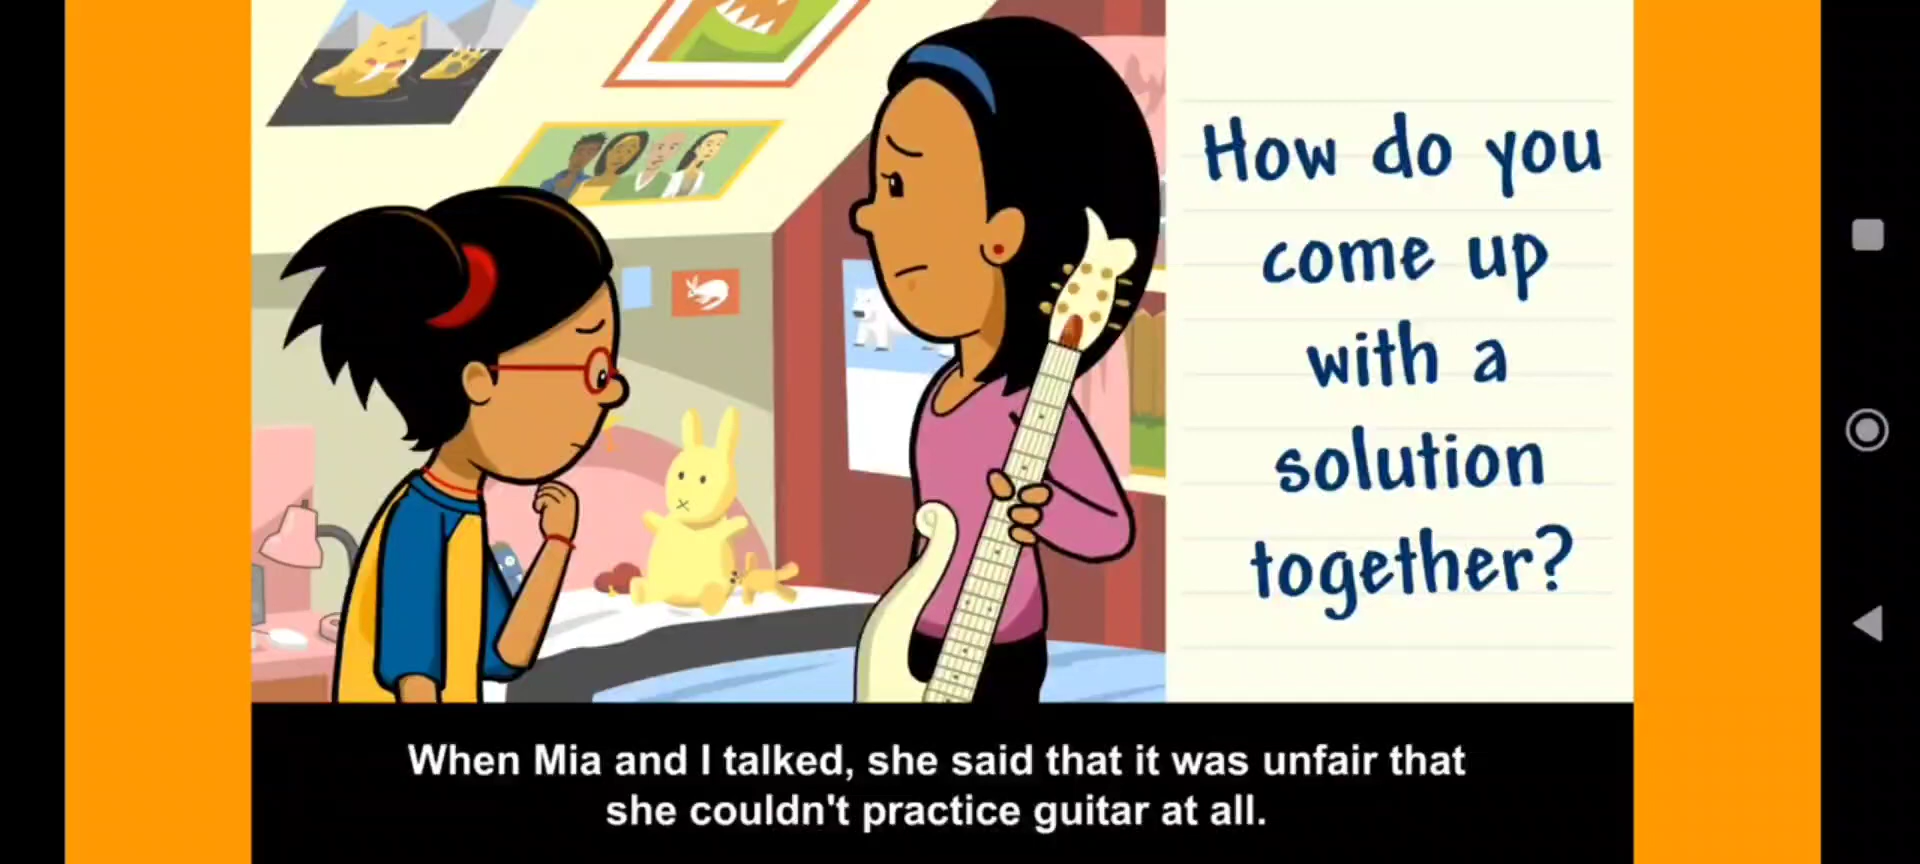 How do you
come up
with a
solution
together?
When Mia and I talked, she said that it was unfair that
she couldn't practice guitar at all.